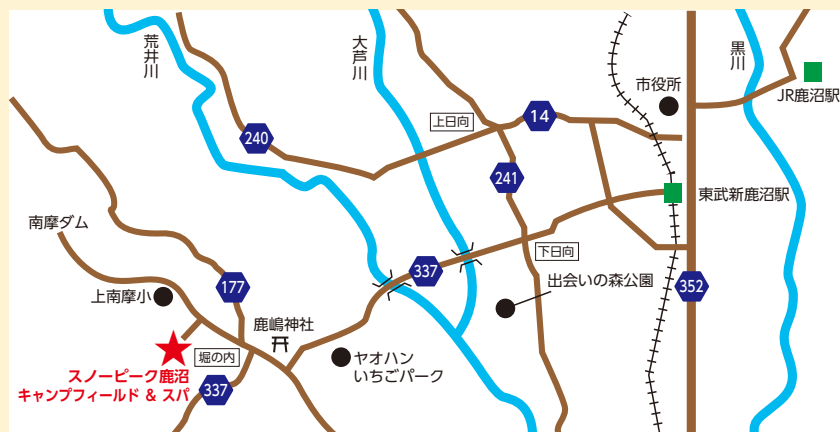 荒井川
大芦川
黒川
市役所
JR鹿沼駅
上日向
14
240
241
東武新鹿沼駅
南摩ダム
下日向
337
177
出会いの森公園
352
上南摩小
鹿嶋神社
堀の内
ヤオハン
いちごパーク
スノーピーク鹿沼
キャンプフィールド & スパ
337